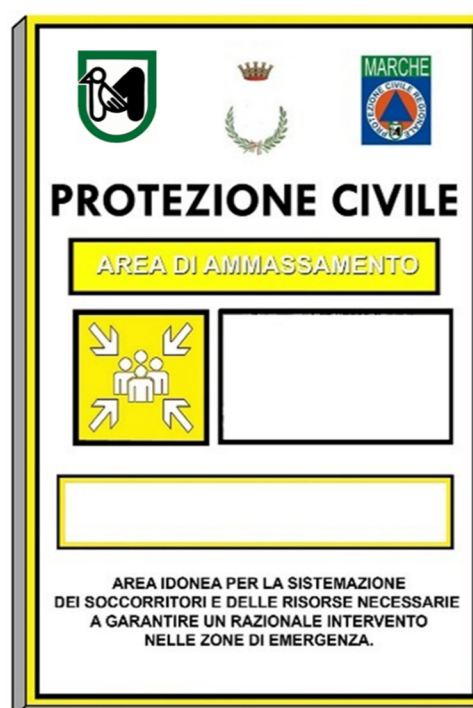 MARCHE
PROTEZIONE CIVILE REGIONALE
PROTEZIONE CIVILE
AREA DI AMMASSAMENTO
AREA IDONEA PER LA SISTEMAZIONE
DEI SOCCORRITORI E DELLE RISORSE NECESSARIE
A GARANTIRE UN RAZIONALE INTERVENTO
NELLE ZONE DI EMERGENZA.